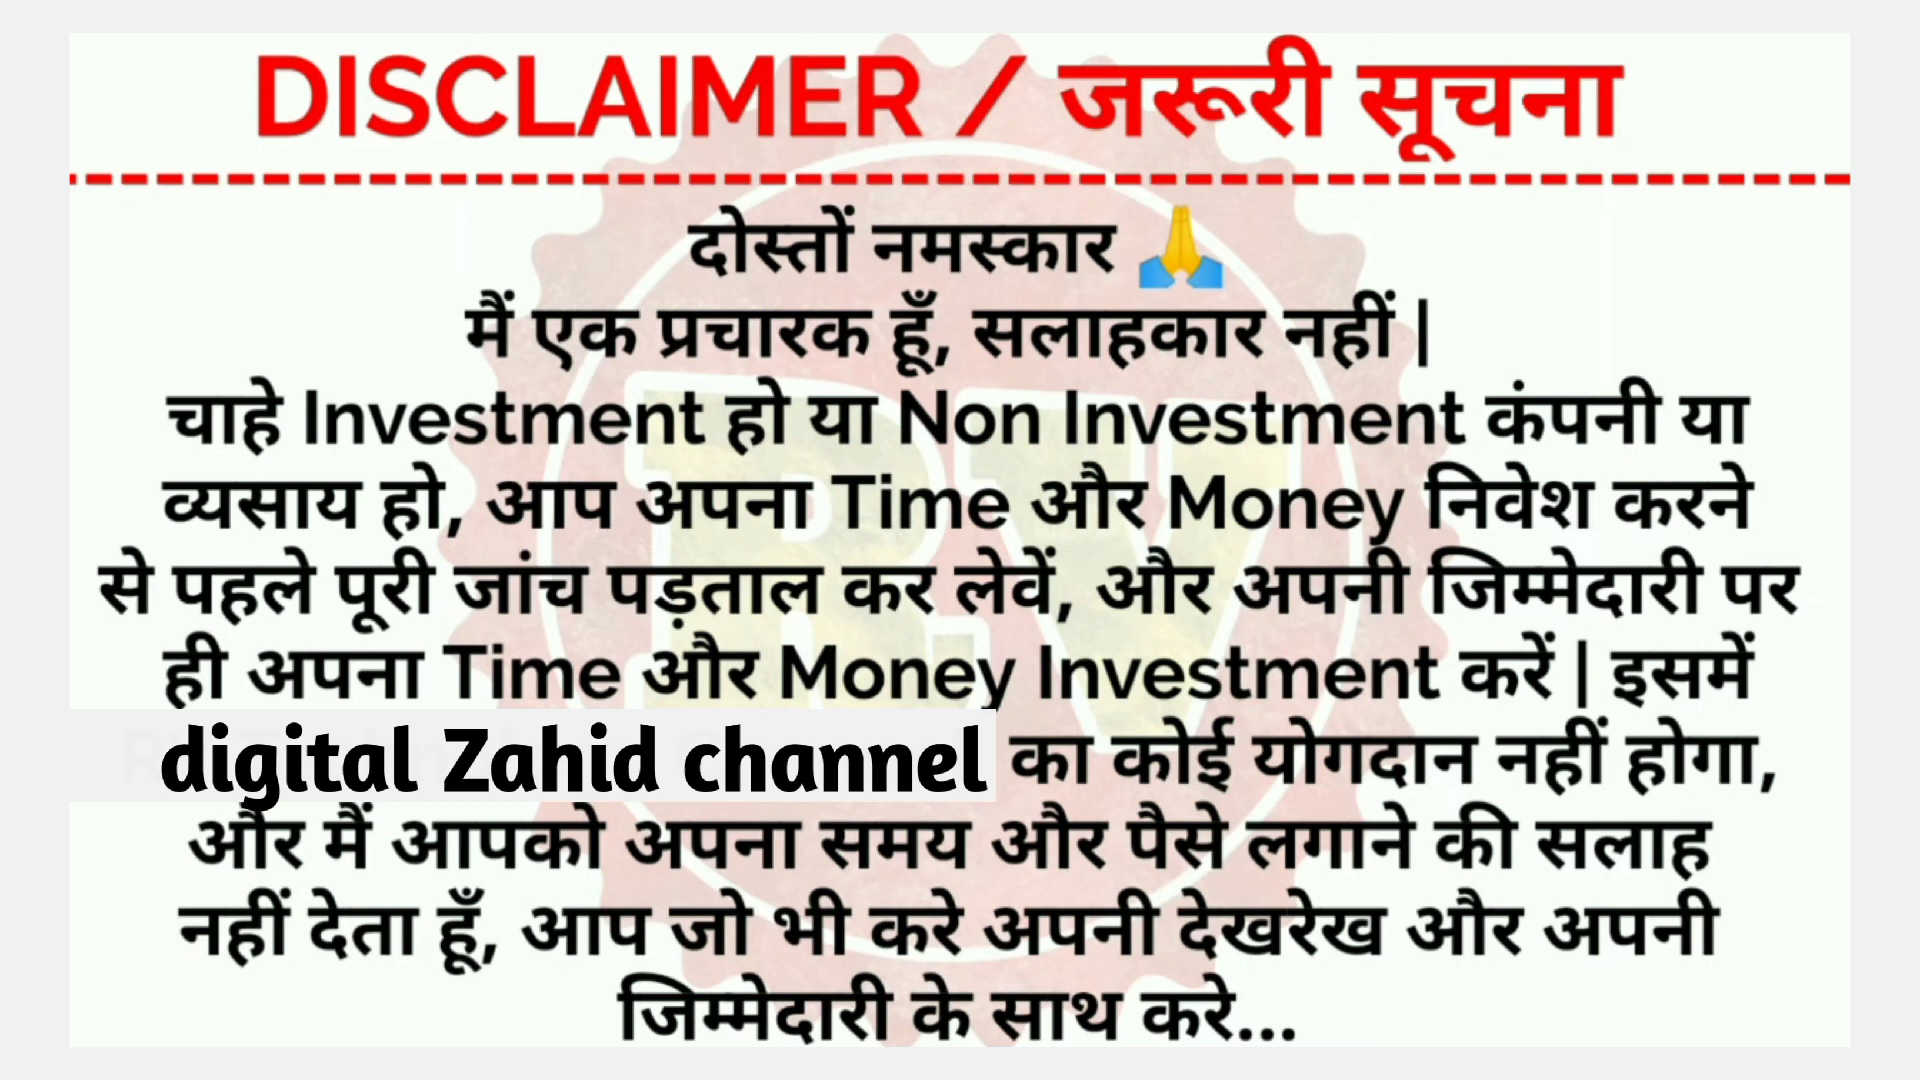 DISCLAIMER / जरूरी सूचना
दोस्तों नमस्कार 🙏
मैं एक प्रचारक हूँ, सलाहकार नहीं |
चाहे Investment हो या Non Investment कंपनी या
व्यसाय हो, आप अपना Time और Money निवेश करने
से पहले पूरी जांच पड़ताल कर लेवें, और अपनी जिम्मेदारी पर
ही अपना Time और Money Investment करें | इसमें
digital Zahid channel का कोई योगदान नहीं होगा,
और मैं आपको अपना समय और पैसे लगाने की सलाह
नहीं देता हूँ, आप जो भी करे अपनी देखरेख और अपनी
जिम्मेदारी के साथ करे...
R.V